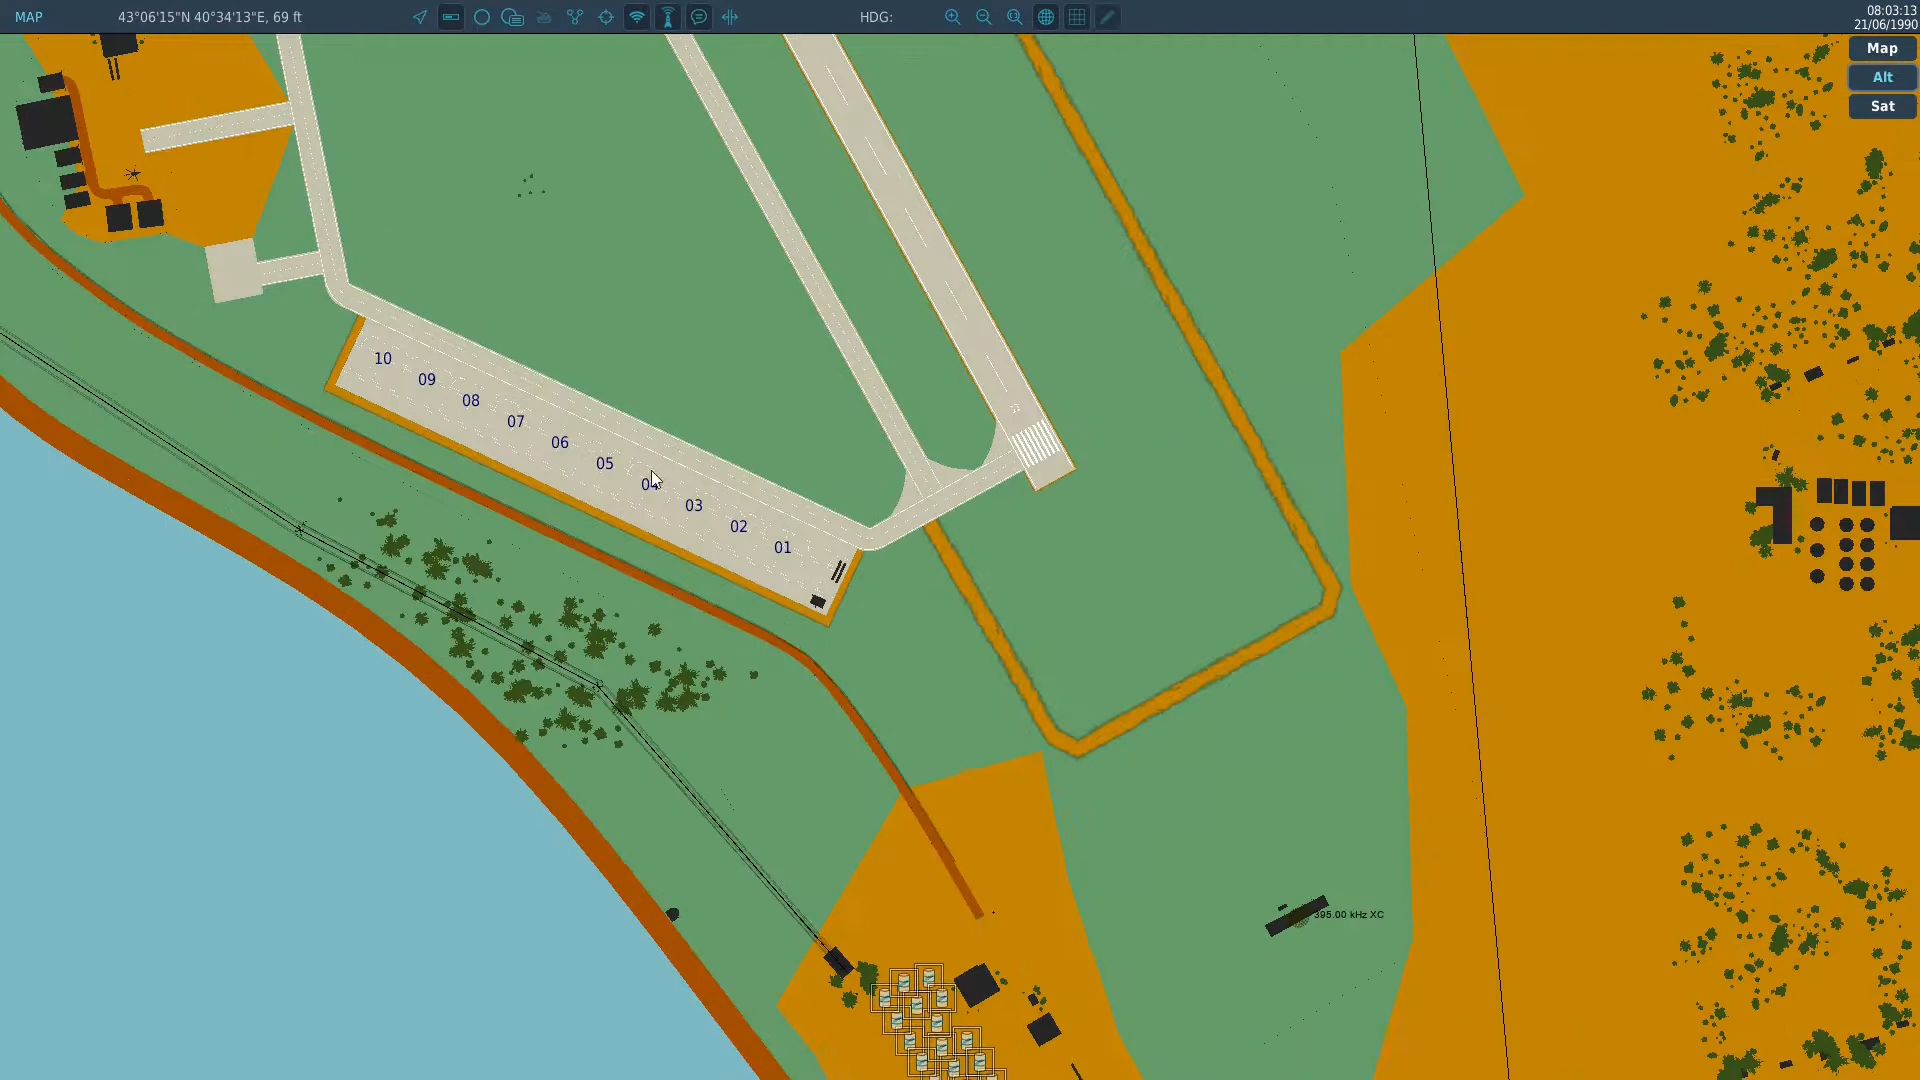 MAP
43°06'15"N 40°34'13"E, 69 ft
HDG:
08:03:13
21/06/1990
Map
Alt
Sat
10
09
08
07
06
05
04
03
02
01
395.00 kHz XC